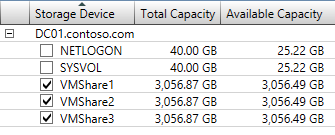 Storage Device Total Capacity Available Capacity
DC01.contoso.com
NETLOGON 40.00 GB 25.22 GB
SYSVOL 40.00 GB 25.22 GB
VMShare1 3,056.87 GB 3,056.49 GB
VMShare2 3,056.87 GB 3,056.49 GB
VMShare3 3,056.87 GB 3,056.49 GB